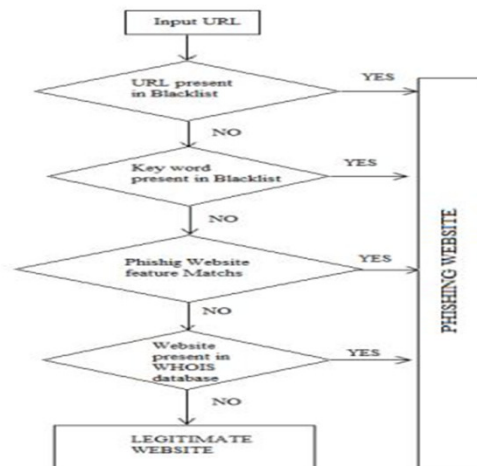 Input URL
URL present
in Blacklist
YES
NO
Key word
present in Blacklist
YES
NO
Phishig Website
feature Matchs
YES
NO
Website
present in
WHOIS
database
YES
NO
LEGITIMATE
WEBSITE
PHISHING WEBSITE